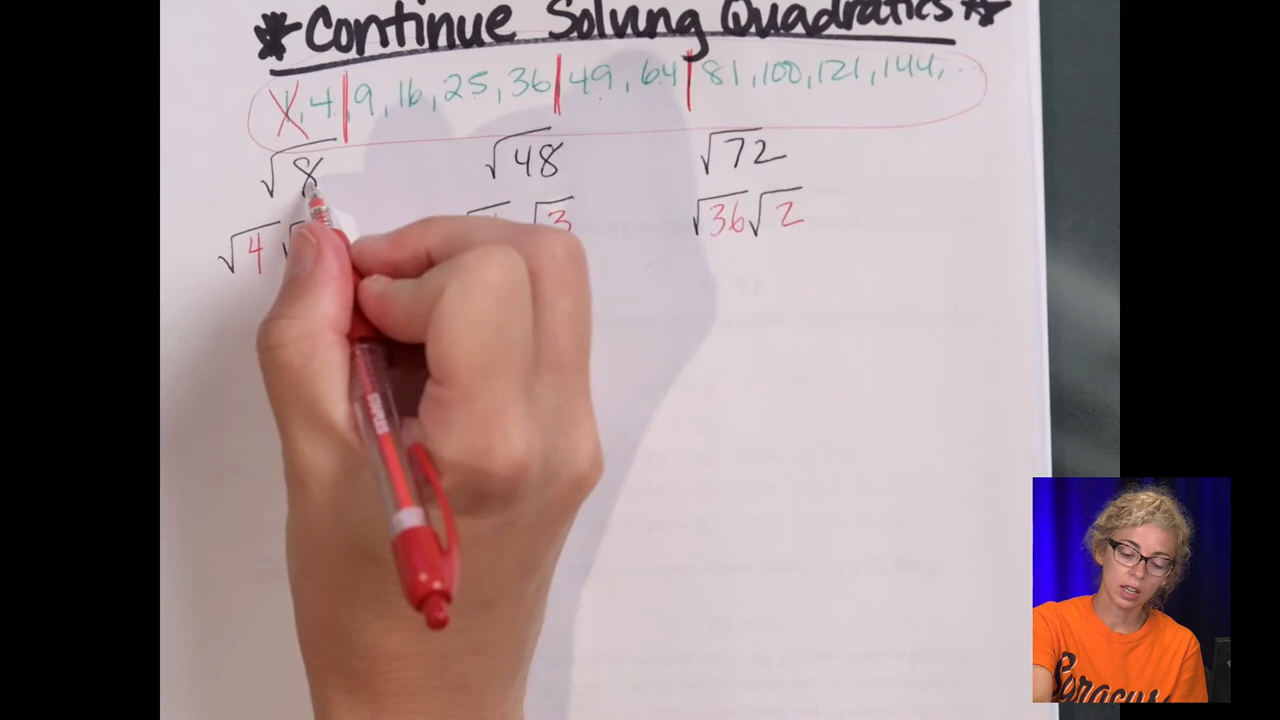 *Continue Solving Quadratics*
1, 4, 9, 16, 25, 36, 49, 64, 81, 100, 121, 144, ..
√8 √48 √72
√4 √3 √36√2
Syracuse